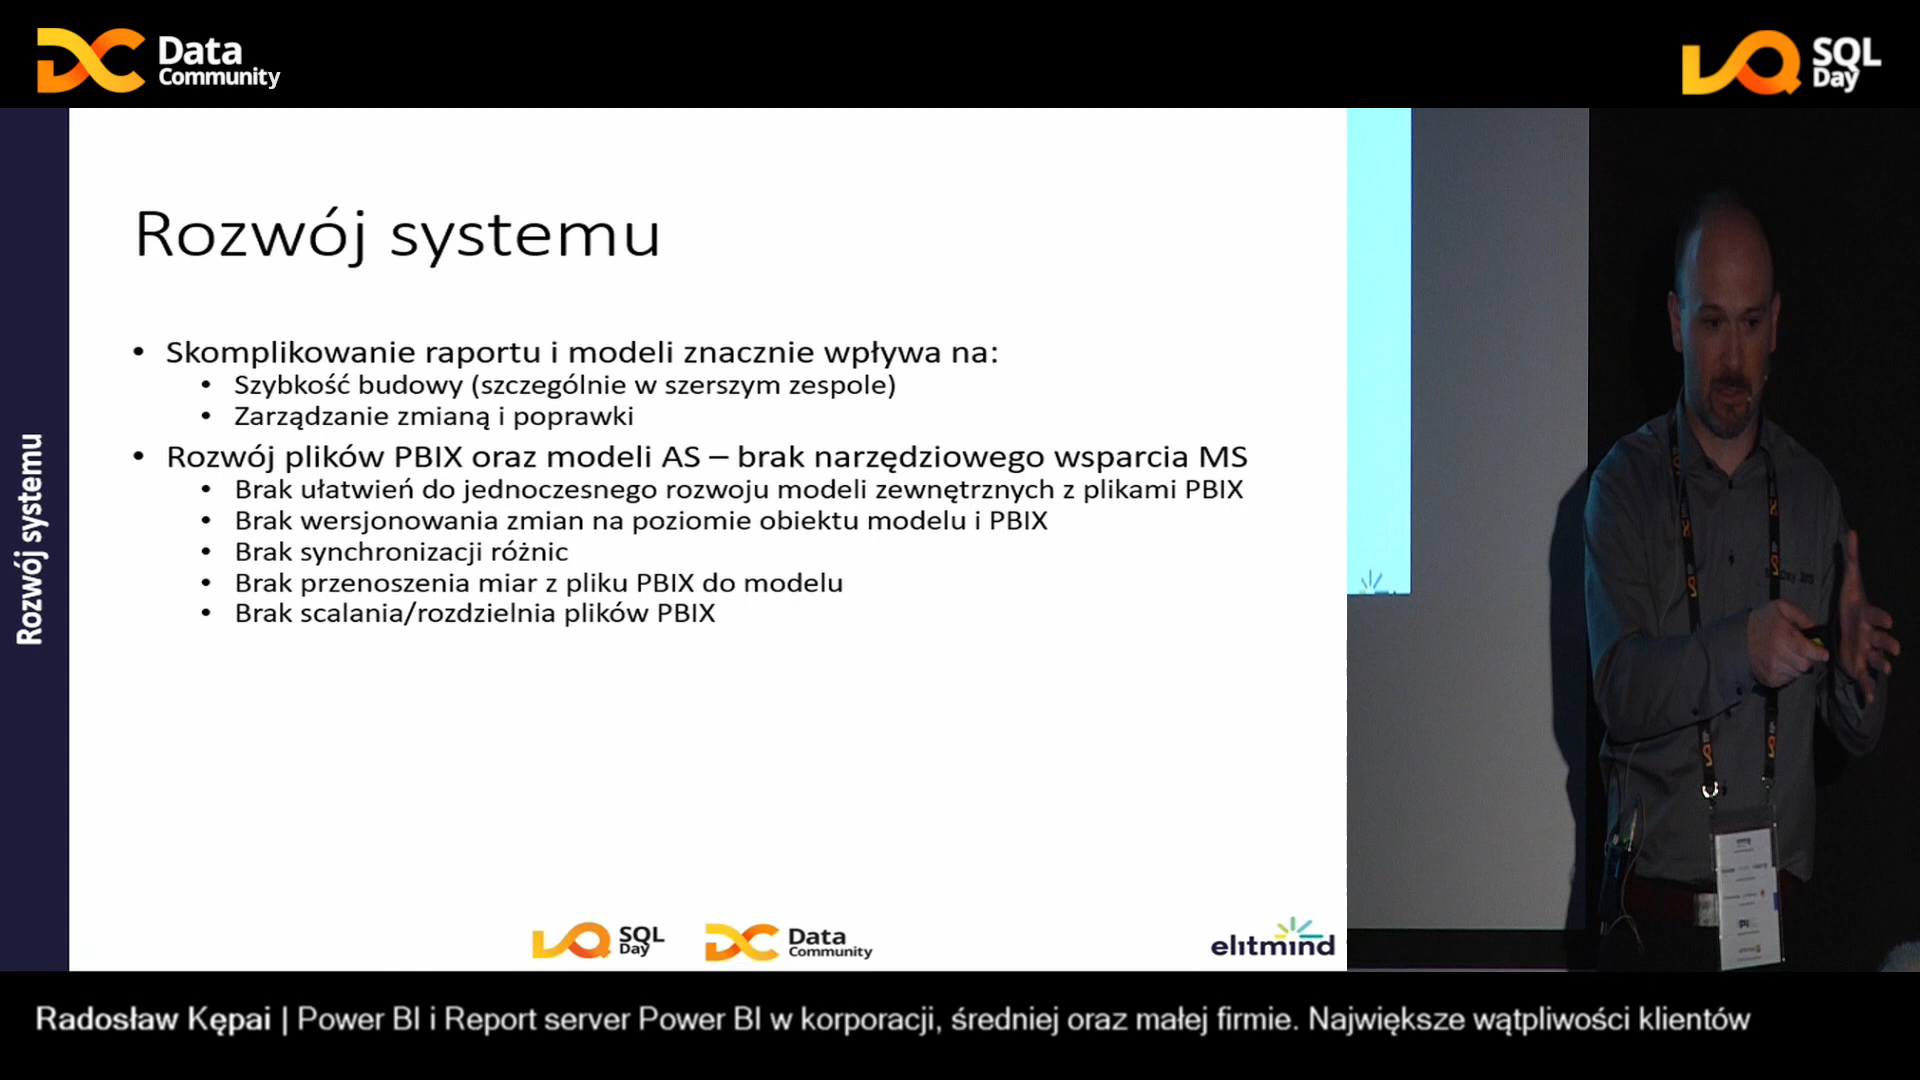 Data
Community
SQL
Day
Rozwój systemu
Rozwój systemu
• Skomplikowanie raportu i modeli znacznie wpływa na:
• Szybkość budowy (szczególnie w szerszym zespole)
• Zarządzanie zmianą i poprawki
• Rozwój plików PBIX oraz modeli AS – brak narzędziowego wsparcia MS
• Brak ułatwień do jednoczesnego rozwoju modeli zewnętrznych z plikami PBIX
• Brak wersjonowania zmian na poziomie obiektu modelu i PBIX
• Brak synchronizacji różnic
• Brak przenoszenia miar z pliku PBIX do modelu
• Brak scalania/rozdzielnia plików PBIX
SQL
Day
Data
Community
elitmind
Radosław Kępai | Power BI i Report server Power BI w korporacji, średniej oraz małej firmie. Największe wątpliwości klientów